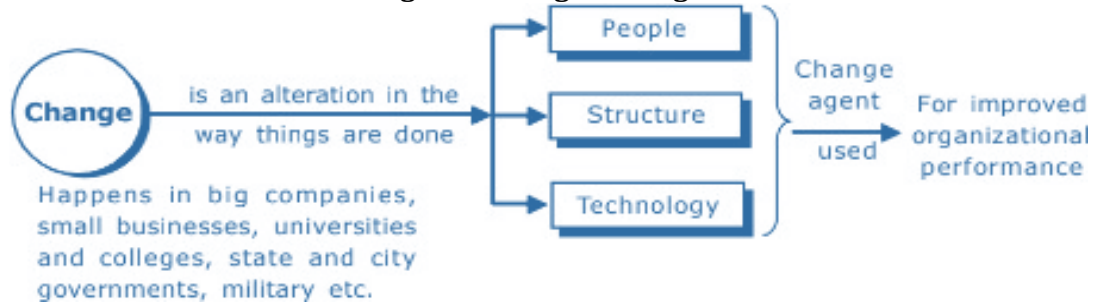 Change
is an alteration in the
way things are done
Happens in big companies,
small businesses, universities
and colleges, state and city
governments, military etc.
People
Structure
Technology
Change
agent
used
For improved
organizational
performance